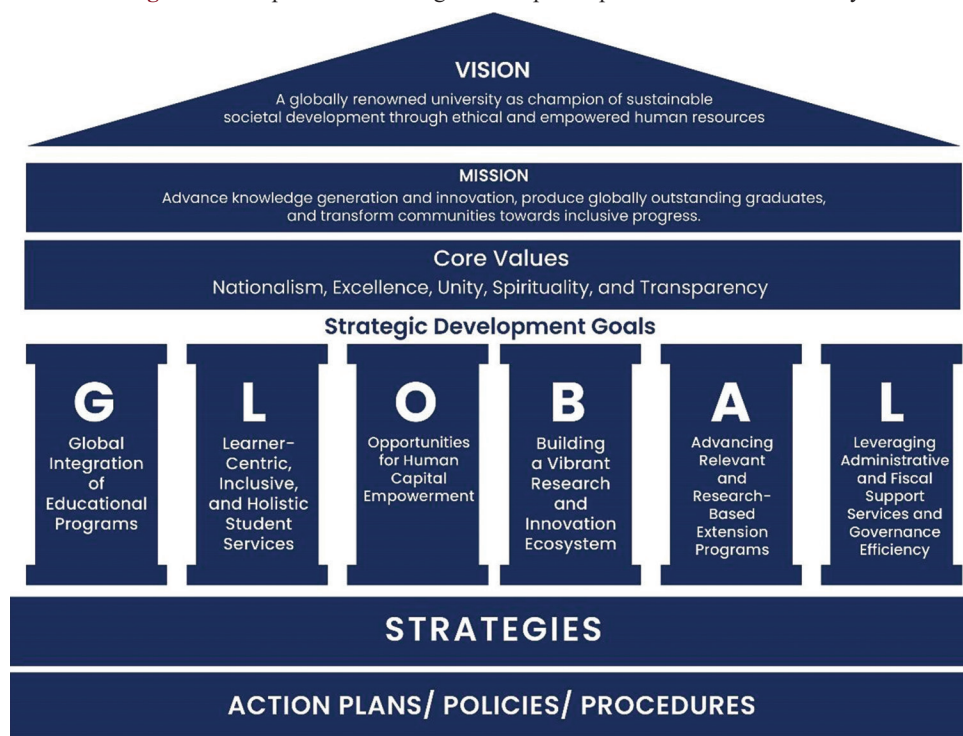 VISION
A globally renowned university as champion of sustainable
societal development through ethical and empowered human resources
MISSION
Advance knowledge generation and innovation, produce globally outstanding graduates,
and transform communities towards inclusive progress.
Core Values
Nationalism, Excellence, Unity, Spirituality, and Transparency
Strategic Development Goals
G
Global
Integration
of
Educational
Programs
L
Learner-
Centric,
Inclusive,
and Holistic
Student
Services
O
Opportunities
for Human
Capital
Empowerment
B
Building
a Vibrant
Research
and
Innovation
Ecosystem
A
Advancing
Relevant
and
Research-
Based
Extension
Programs
L
Leveraging
Administrative
and Fiscal
Support
Services and
Governance
Efficiency
STRATEGIES
ACTION PLANS/ POLICIES/ PROCEDURES